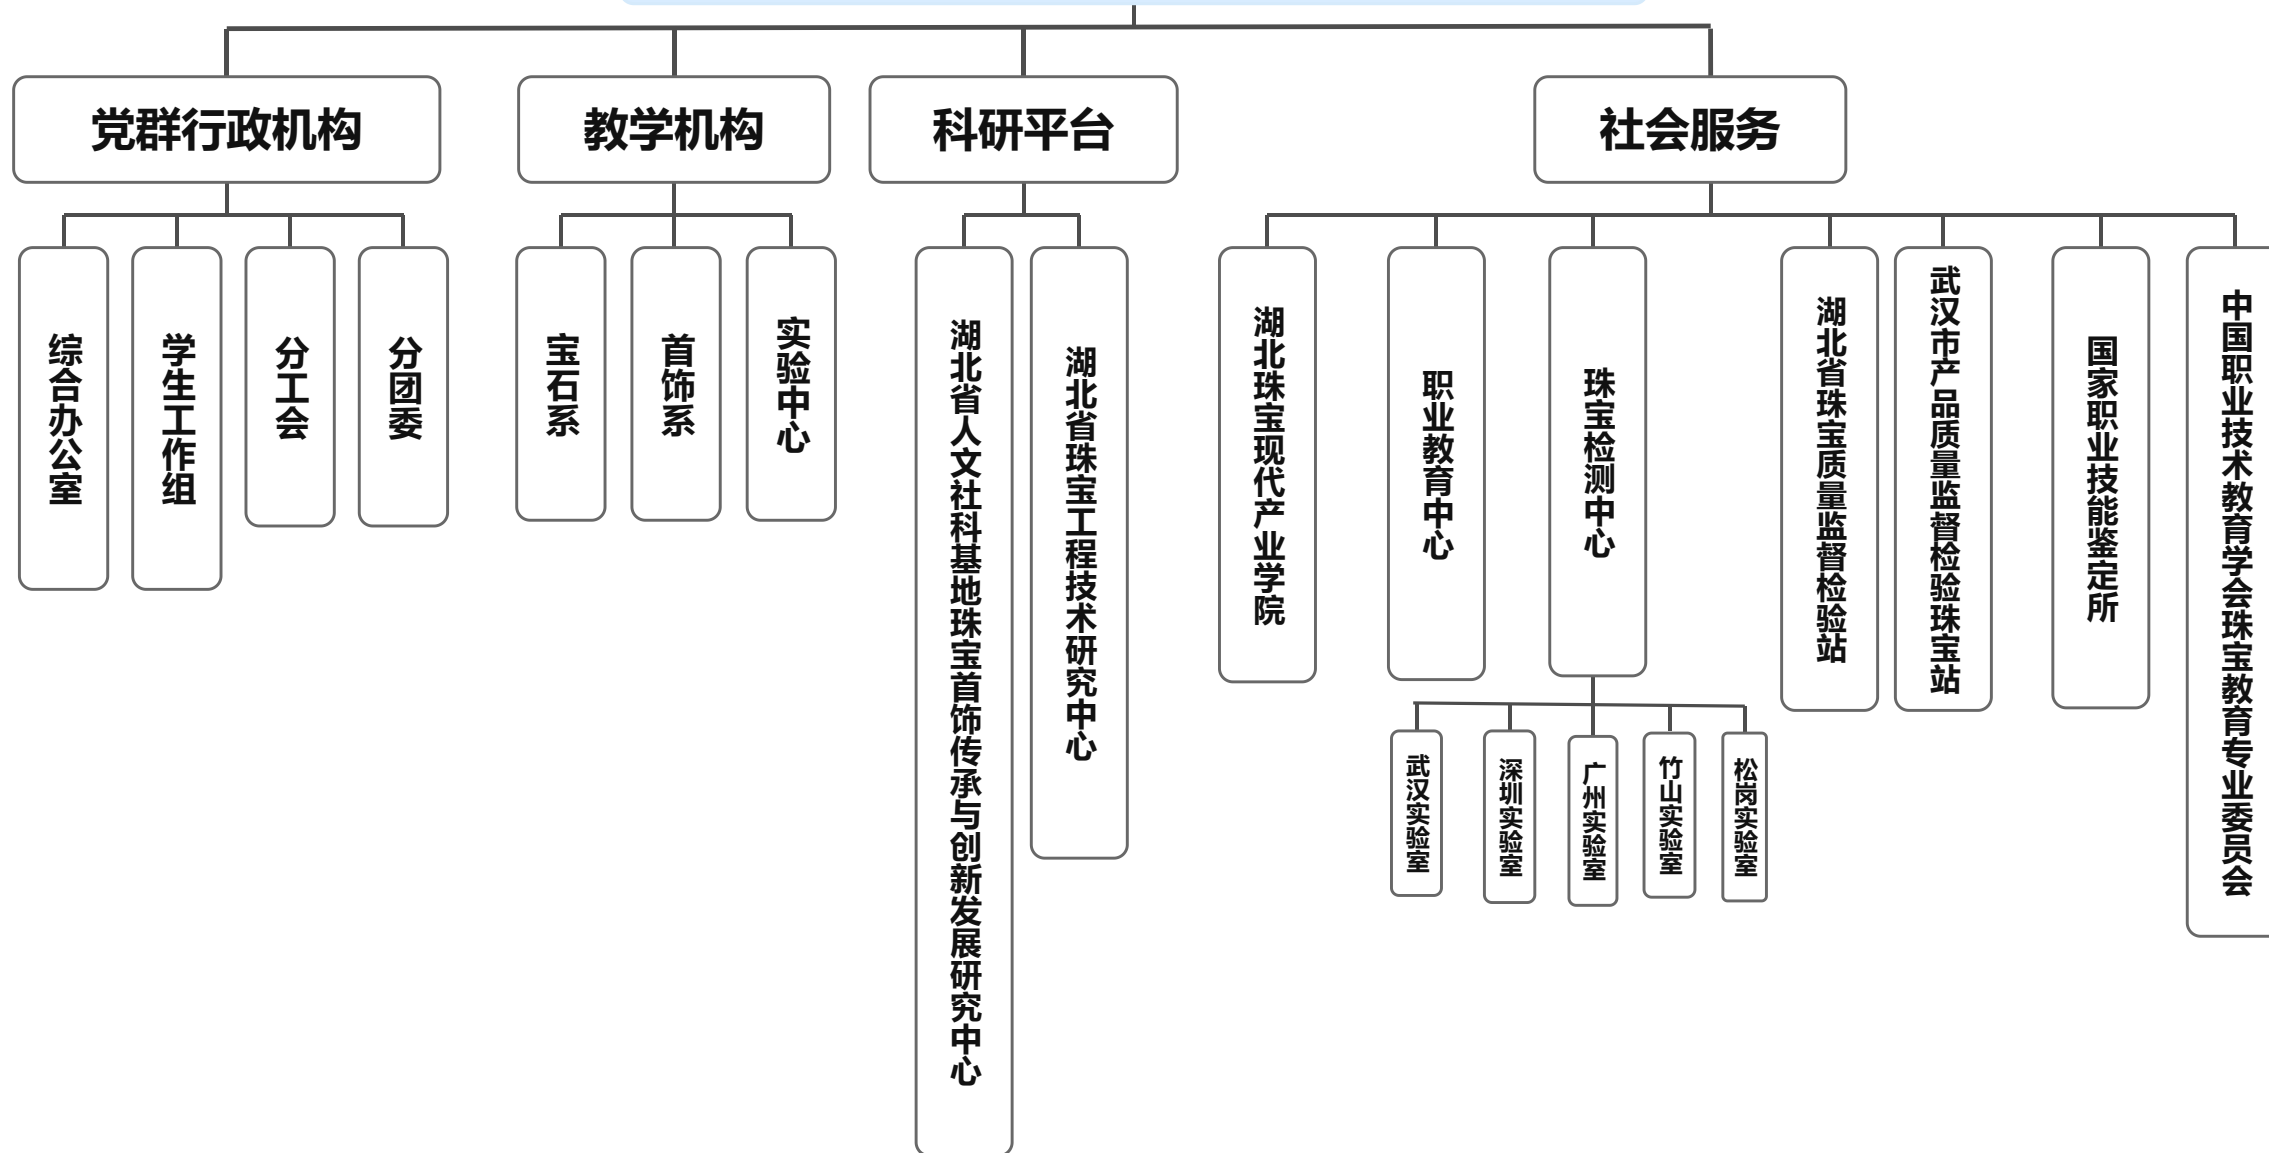 党群行政机构
教学机构
科研平台
社会服务
综合办公室
学生工作组
分工会
分团委
宝石系
首饰系
实验中心
湖北省人文社科基地珠宝首饰传承与创新发展研究中心
湖北省珠宝工程技术研究中心
湖北珠宝现代产业学院
职业教育中心
珠宝检测中心
湖北省珠宝质量监督检验站
武汉市产品质量监督检验珠宝站
国家职业技能鉴定所
中国职业技术教育学会珠宝教育专业委员会
武汉实验室
深圳实验室
广州实验室
竹山实验室
松岗实验室